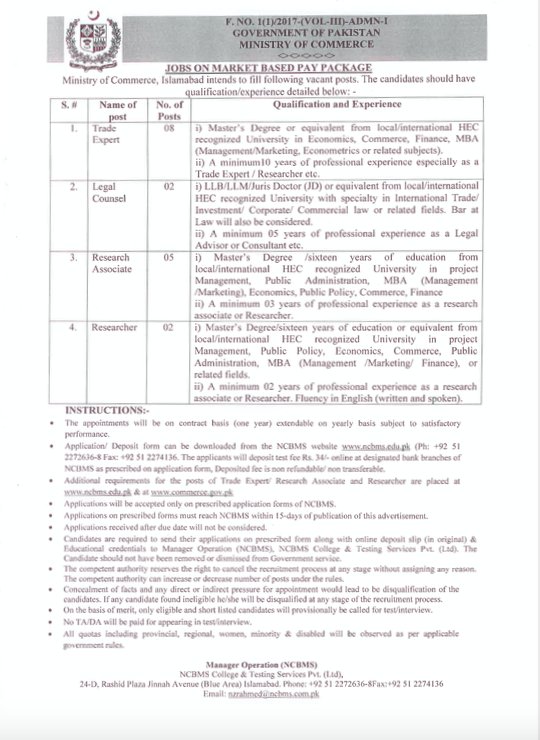 F. NO. 1(1)/2017-(VOL-III)-ADMN-I
GOVERNMENT OF PAKISTAN
MINISTRY OF COMMERCE
JOBS ON MARKET BASED PAY PACKAGE
Ministry of Commerce, Islamabad intends to fill following vacant posts. The candidates should have
qualification/experience detailed below: -
S. # Name of post No. of Posts Qualification and Experience
1. Trade Expert 08 i) Master's Degree or equivalent from local/international HEC
recognized University in Economics, Commerce, Finance, MBA
(Management/Marketing, Econometrics or related subjects).
ii) A minimum10 years of professional experience especially as a
Trade Expert / Researcher etc.
2. Legal Counsel 02 i) LLB/LLM/Juris Doctor (JD) or equivalent from local/international
HEC recognized University with specialty in International Trade/
Investment/ Corporate/ Commercial law or related fields. Bar at
Law will also be considered.
ii) A minimum 05 years of professional experience as a Legal
Advisor or Consultant etc.
3. Research Associate 05 i) Master's Degree /sixteen years of education from
local/international HEC recognized University in project
Management, Public Administration, MBA (Management
/Marketing), Economics, Public Policy, Commerce, Finance
ii) A minimum 03 years of professional experience as a research
associate or Researcher.
4. Researcher 02 i) Master's Degree/sixteen years of education or equivalent from
local/international HEC recognized University in project
Management, Public Policy, Economics, Commerce, Public
Administration, MBA (Management /Marketing/ Finance), or
related fields.
ii) A minimum 02 years of professional experience as a research
associate or Researcher. Fluency in English (written and spoken).
INSTRUCTIONS:-
• The appointments will be on contract basis (one year) extendable on yearly basis subject to satisfactory
performance.
• Application/ Deposit form can be downloaded from the NCBMS website www.ncbms.edu.pk (Ph: +92 51
2272636-8 Fax: +92 51 2274136. The applicants will deposit test fee Rs. 34/- online at designated bank branches of
NCBMS as prescribed on application form, Deposited fee is non refundable/ non transferable.
• Additional requirements for the posts of Trade Expert/ Research Associate and Researcher are placed at
www.ncbms.edu.pk & at www.commerce.gov.pk
• Applications will be accepted only on prescribed application forms of NCBMS.
• Applications on prescribed forms must reach NCBMS within 15-days of publication of this advertisement.
• Applications received after due date will not be considered.
• Candidates are required to send their applications on prescribed form along with online deposit slip (in original) &
Educational credentials to Manager Operation (NCBMS), NCBMS College & Testing Services Pvt. (Ltd). The
Candidate should not have been removed or dismissed from Government service.
• The competent authority reserves the right to cancel the recruitment process at any stage without assigning any reason.
The competent authority can increase or decrease number of posts under the rules.
• Concealment of facts and any direct or indirect pressure for appointment would lead to be disqualification of the
candidates. If any candidate found ineligible he/she will be disqualified at any stage of the recruitment process.
• On the basis of merit, only eligible and short listed candidates will provisionally be called for test/interview.
• No TA/DA will be paid for appearing in test/interview.
• All quotas including provincial, regional, women, minority & disabled will be observed as per applicable
government rules.
Manager Operation (NCBMS)
NCBMS College & Testing Services Pvt. (Ltd),
24-D, Rashid Plaza Jinnah Avenue (Blue Area) Islamabad. Phone: +92 51 2272636-8Fax:+92 51 2274136
Email: nzrahmed@ncbms.com.pk